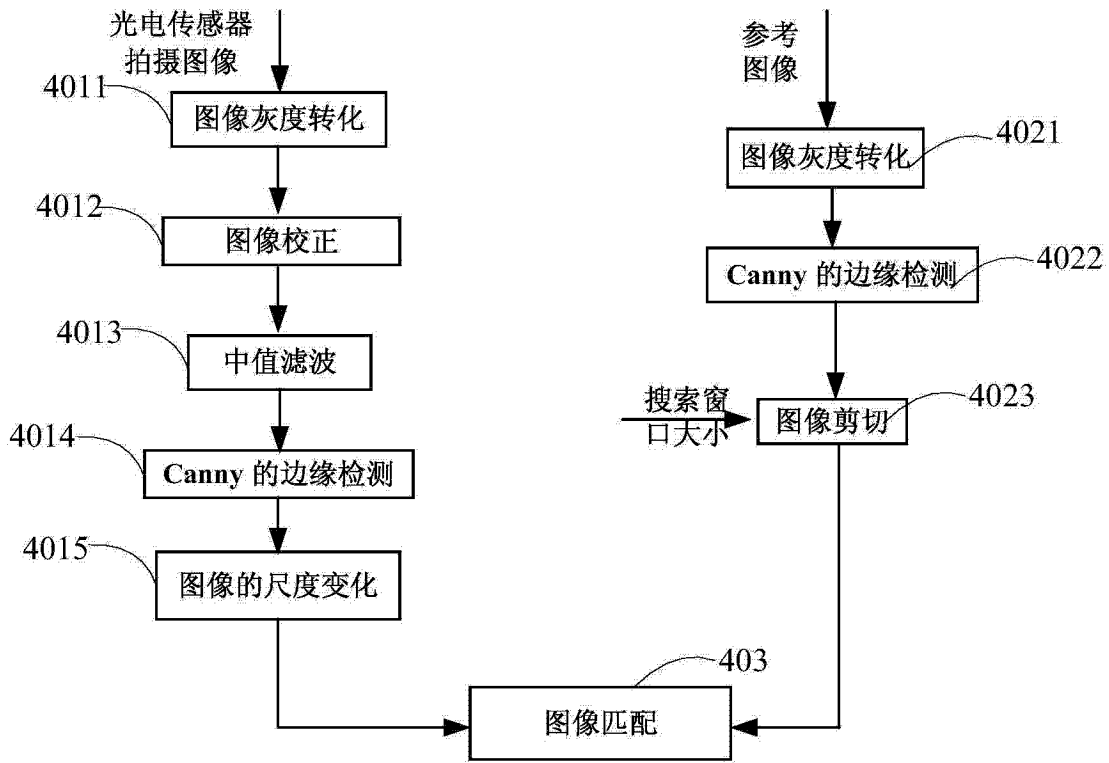 光电传感器
拍摄图像
4011
图像灰度转化
4012
图像校正
4013
中值滤波
4014
Canny 的边缘检测
4015
图像的尺度变化
参考
图像
4021
图像灰度转化
4022
Canny 的边缘检测
搜索窗
口大小
4023
图像剪切
403
图像匹配